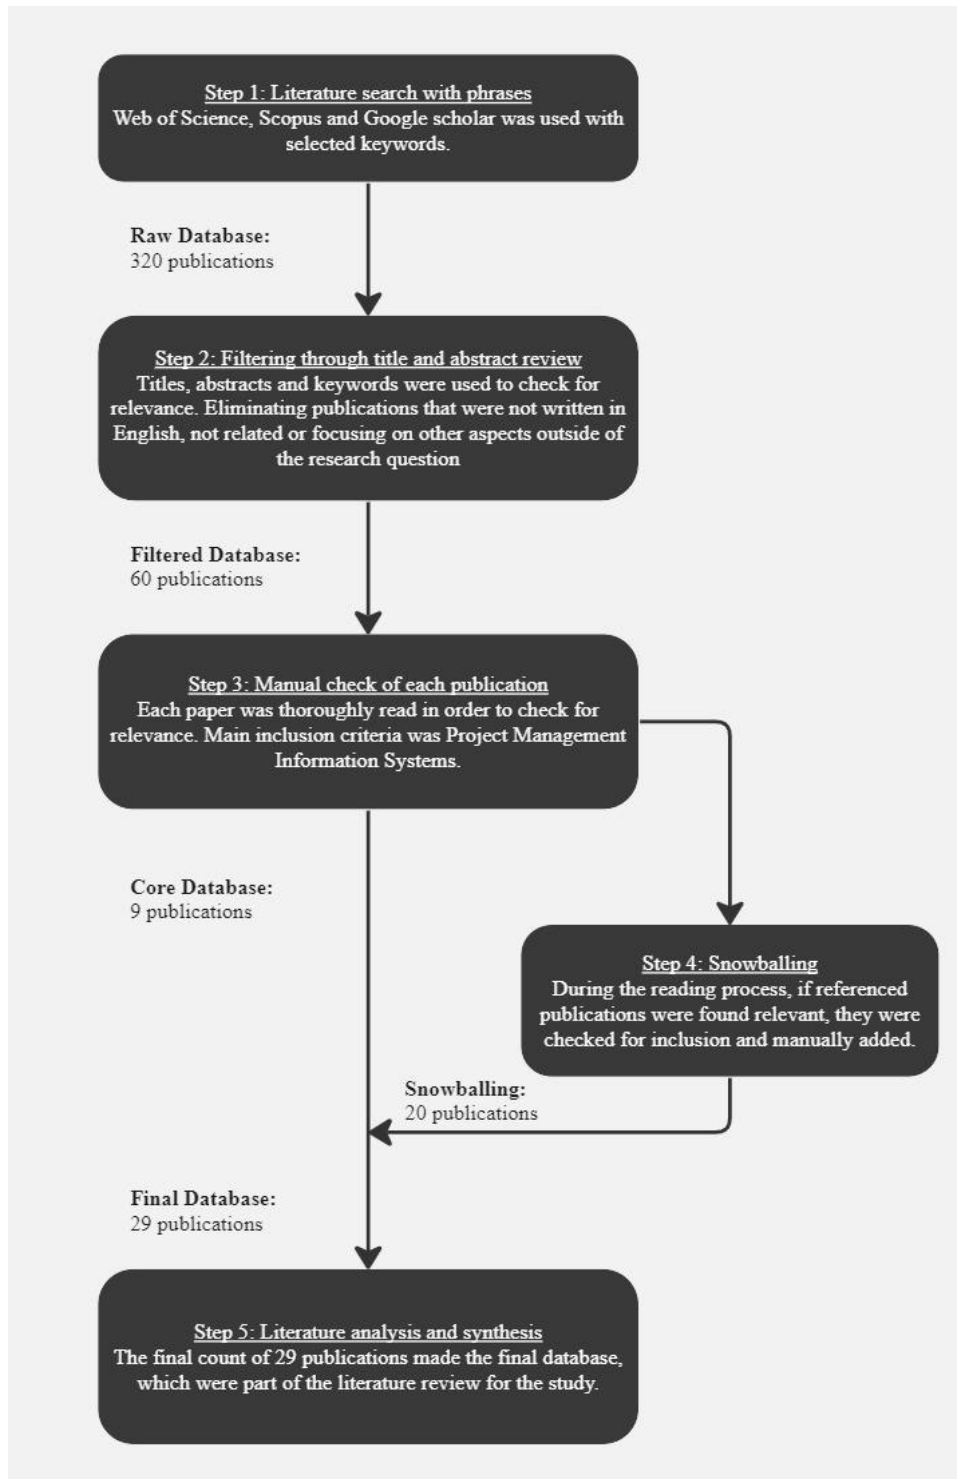 Step 1: Literature search with phrases
Web of Science, Scopus and Google scholar was used with
selected keywords.
Raw Database:
320 publications
Step 2: Filtering through title and abstract review
Titles, abstracts and keywords were used to check for
relevance. Eliminating publications that were not written in
English, not related or focusing on other aspects outside of
the research question
Filtered Database:
60 publications
Step 3: Manual check of each publication
Each paper was thoroughly read in order to check for
relevance. Main inclusion criteria was Project Management
Information Systems.
Core Database:
9 publications
Step 4: Snowballing
During the reading process, if referenced
publications were found relevant, they were
checked for inclusion and manually added.
Snowballing:
20 publications
Final Database:
29 publications
Step 5: Literature analysis and synthesis
The final count of 29 publications made the final database,
which were part of the literature review for the study.